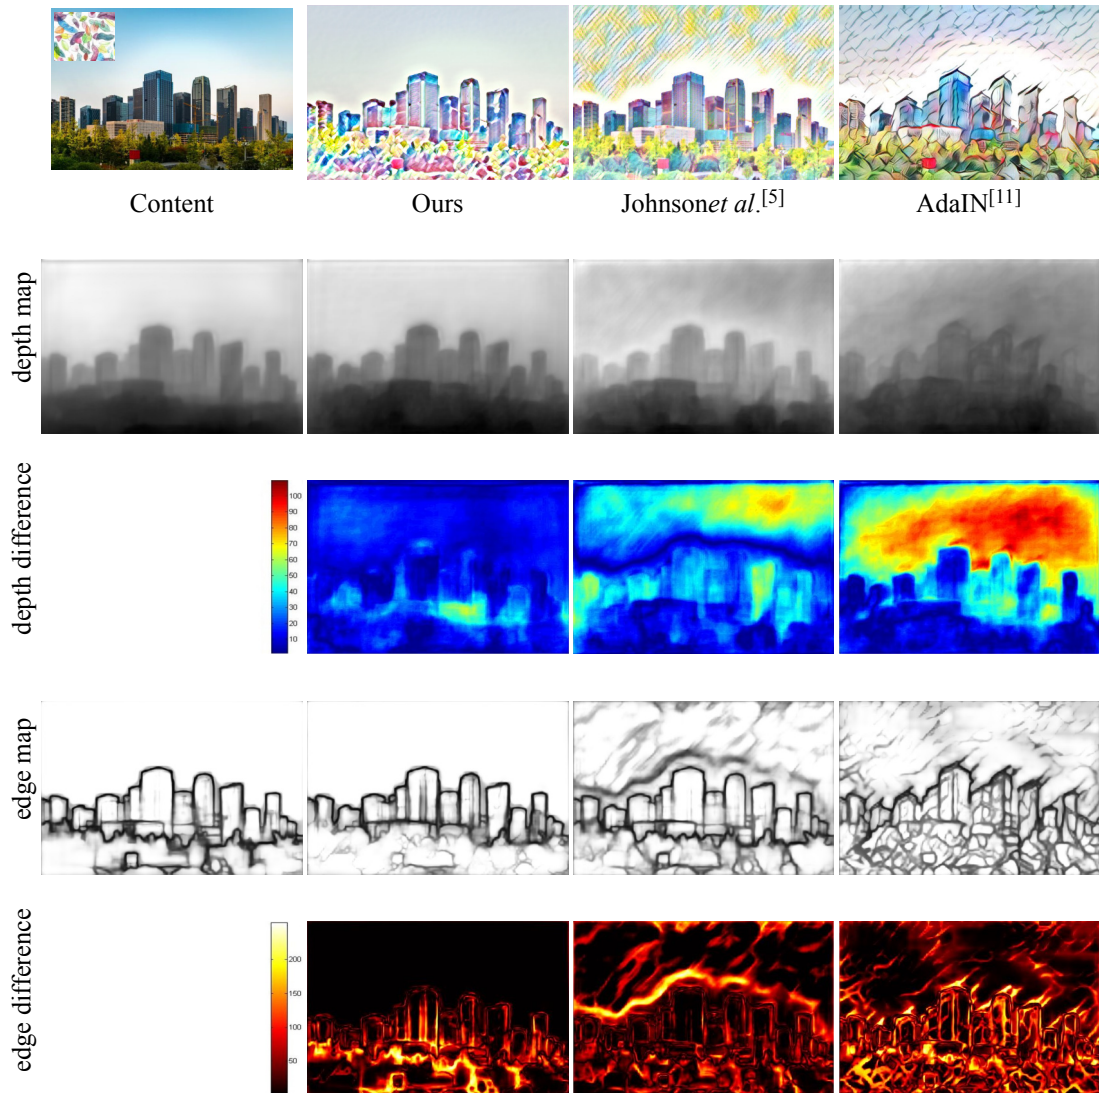 Content
Ours
Johnsonet al.[5]
AdaIN[11]
depth map
depth difference
100
90
80
70
60
50
40
30
20
10
edge map
edge difference
200
150
100
50